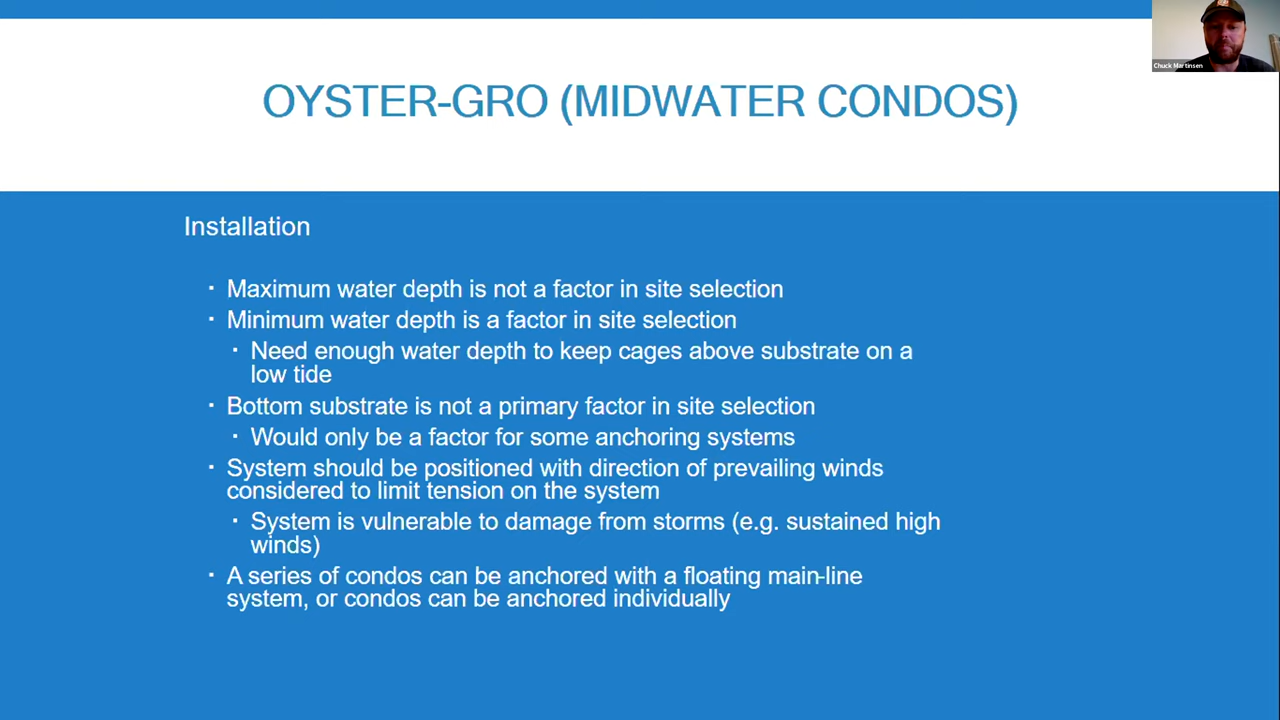 Chuck Martinsen
OYSTER-GRO (MIDWATER CONDOS)
Installation
▪ Maximum water depth is not a factor in site selection
▪ Minimum water depth is a factor in site selection
▪ Need enough water depth to keep cages above substrate on a
low tide
▪ Bottom substrate is not a primary factor in site selection
▪ Would only be a factor for some anchoring systems
▪ System should be positioned with direction of prevailing winds
considered to limit tension on the system
▪ System is vulnerable to damage from storms (e.g. sustained high
winds)
▪ A series of condos can be anchored with a floating main-line
system, or condos can be anchored individually